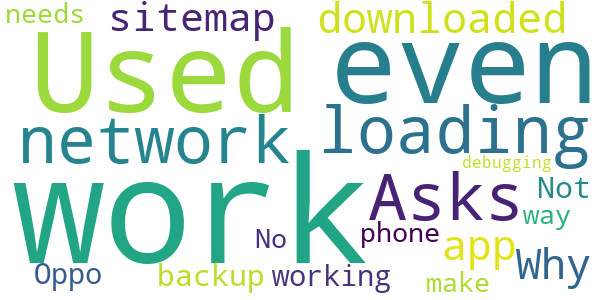 needs sitemap downloaded
Used even
network loading
debugging
work Asks Not
way
No phone app Why
Oppo backup working make